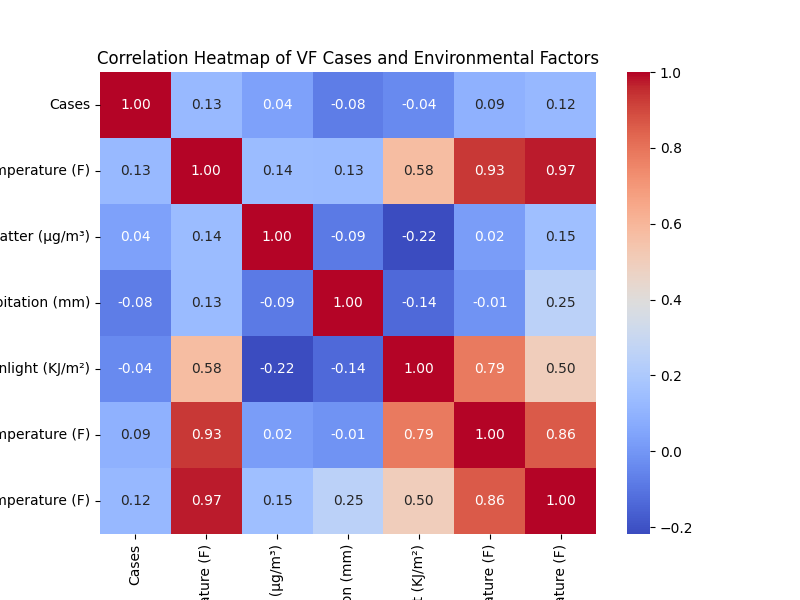 Correlation Heatmap of VF Cases and Environmental Factors
Cases 1.00 0.13 0.04 -0.08 -0.04 0.09 0.12
mperature (F) 0.13 1.00 0.14 0.13 0.58 0.93 0.97
atter (µg/m³) 0.04 0.14 1.00 -0.09 -0.22 0.02 0.15
pitation (mm) -0.08 0.13 -0.09 1.00 -0.14 -0.01 0.25
nlight (KJ/m²) -0.04 0.58 -0.22 -0.14 1.00 0.79 0.50
mperature (F) 0.09 0.93 0.02 -0.01 0.79 1.00 0.86
mperature (F) 0.12 0.97 0.15 0.25 0.50 0.86 1.00
Cases
ature (F)
(µg/m³)
on (mm)
t (KJ/m²)
ature (F)
ature (F)
1.0
0.8
0.6
0.4
0.2
0.0
−0.2